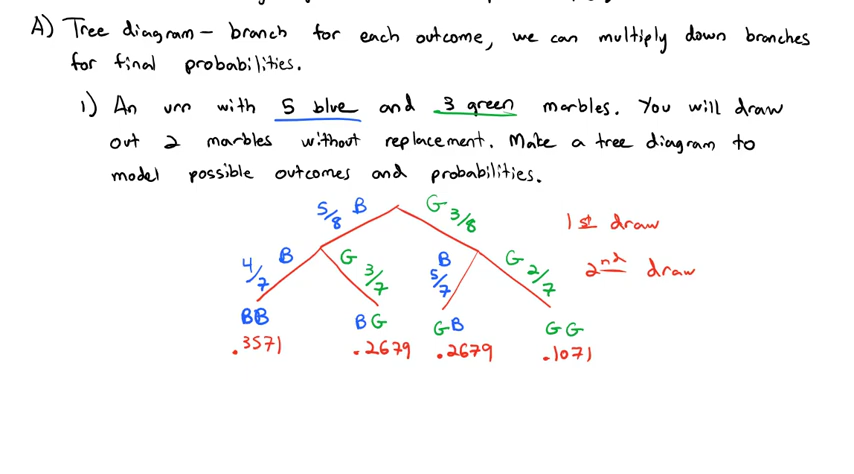 A) Tree diagram – branch for each outcome, we can multiply down branches
for final probabilities.
1) An urn with 5 blue and 3 green marbles. You will draw
out 2 marbles without replacement. Make a tree diagram to
model possible outcomes and probabilities.
5/8 B G 3/8 1st draw
4/7 B G 3/7 B 5/7 G 2/7 2nd draw
BB BG GB GG
.3571 .2679 .2679 .1071